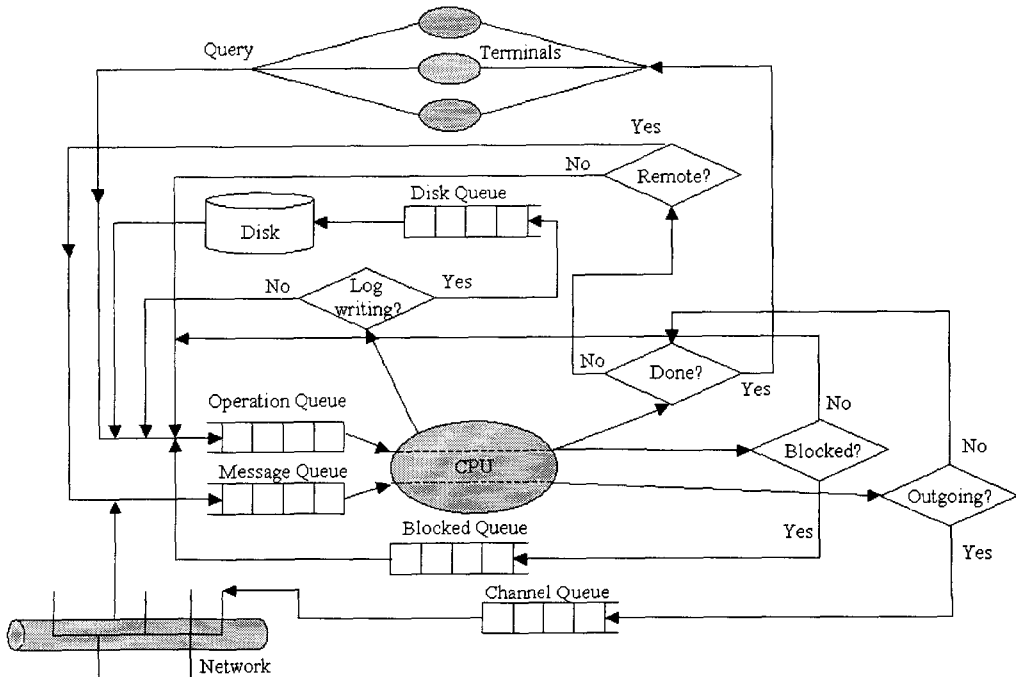 Query
Terminals
Yes
No
Remote?
Disk Queue
Disk
No
Log
writing?
Yes
No
Done?
Yes
Operation Queue
No
Blocked?
No
Message Queue
CPU
Outgoing?
Blocked Queue
Yes
Yes
Channel Queue
Network